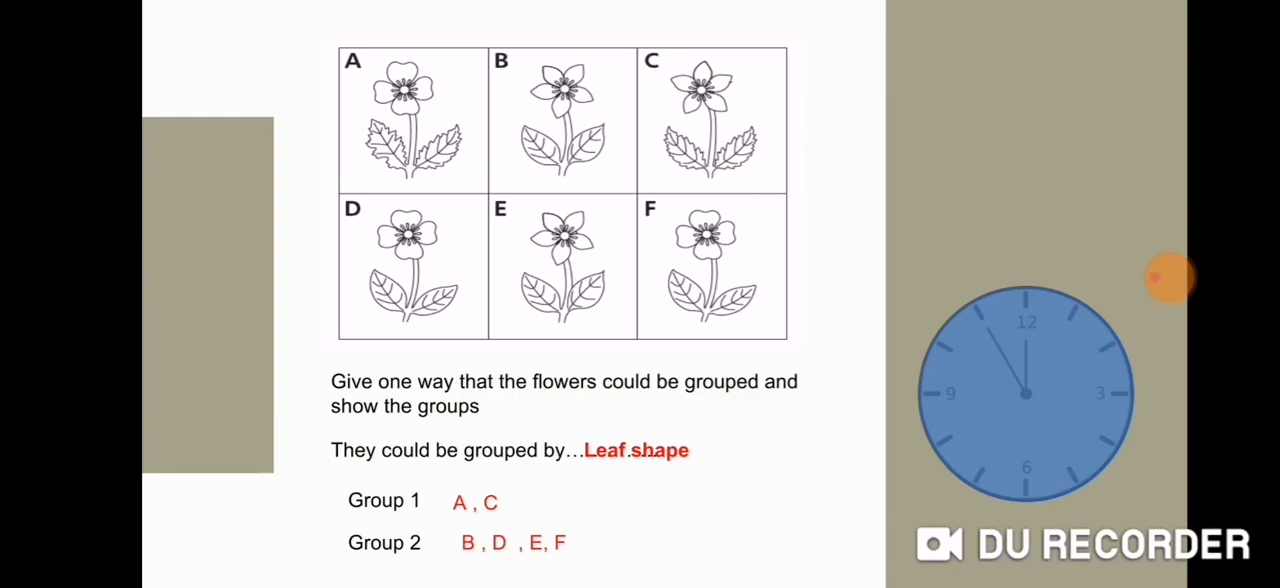 A B C
D E F
Give one way that the flowers could be grouped and
show the groups
They could be grouped by…Leaf shape
Group 1 A , C
Group 2 B , D , E, F
12
9 3
6
DU RECORDER